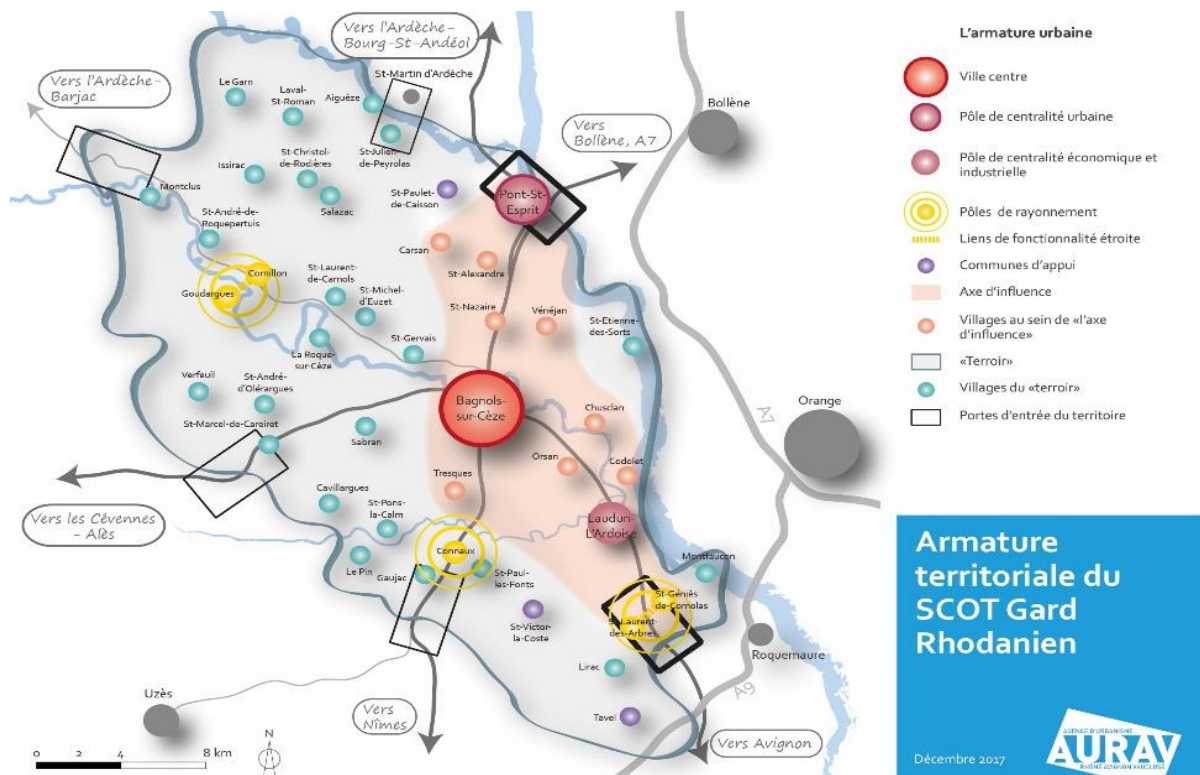 Vers l'Ardèche-
Bourg-St-Andéol
St-Martin d'Ardèche
Vers l'Ardèche-
Barjac
Le Garn
Laval-
St-Roman
Aiguèze
Bollène
Vers
Bollène, A7
St-Christol-
de-Rodières
St-Julien-
de-Peyrolas
Issirac
Montclus
St-Paulet-
de-Caisson
Pont-St-
Esprit
Salazac
St-André-de-
Roquepertuis
Carsan
St-Alexandre
Cornillon
Goudargues
St-Laurent-
de-Carnols
St-Michel-
d'Euzet
St-Nazaire
Vénéjan
St-Etienne-
des-Sorts
St-Gervais
La Roque-
sur-Cèze
Verfeuil
St-André-
d'Olérargues
Bagnols-
sur-Cèze
Orange
A7
St-Marcel-de-Careiret
Sabran
Chusclan
Orsan
Codolet
Tresques
Cavillargues
St-Pons-
la-Calm
Vers les Cévennes
- Alès
Laudun-
L'Ardoise
Connaux
Le Pin
Gaujac
St-Paul-
les-Fonts
Montfaucon
St-Géniès
de-Comolas
St-Laurent-
des-Arbres
St-Victor-
la-Coste
Roquemaure
Lirac
A9
Uzès
Tavel
Vers
Nîmes
Vers Avignon
0 2 4 8 km
N
L'armature urbaine
Ville centre
Pôle de centralité urbaine
Pôle de centralité économique et
industrielle
Pôles de rayonnement
Liens de fonctionnalité étroite
Communes d'appui
Axe d'influence
Villages au sein de «l'axe
d'influence»
«Terroir»
Villages du «terroir»
Portes d'entrée du territoire
Armature
territoriale du
SCOT Gard
Rhodanien
Décembre 2017
AGENCE D'URBANISME
AURAV
RHÔNE AVIGNON VAUCLUSE